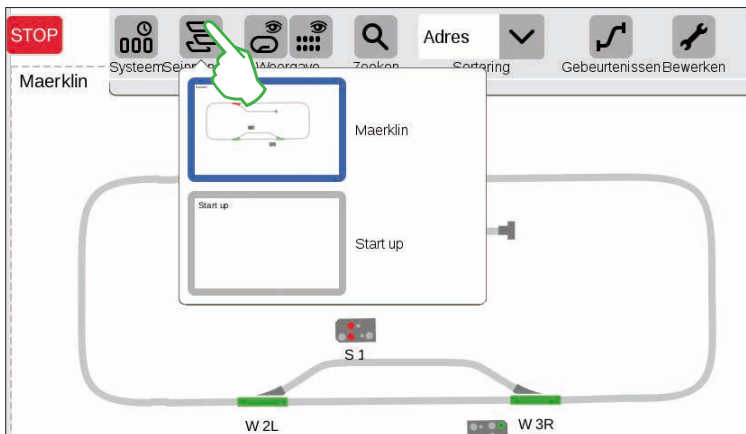 STOP
Adres
Systeem
Weergave
Zoeken
Sortering
Gebeurtenissen
Bewerken
Maerklin
Maerklin
Start up
Start up
S 1
W 2L
W 3R